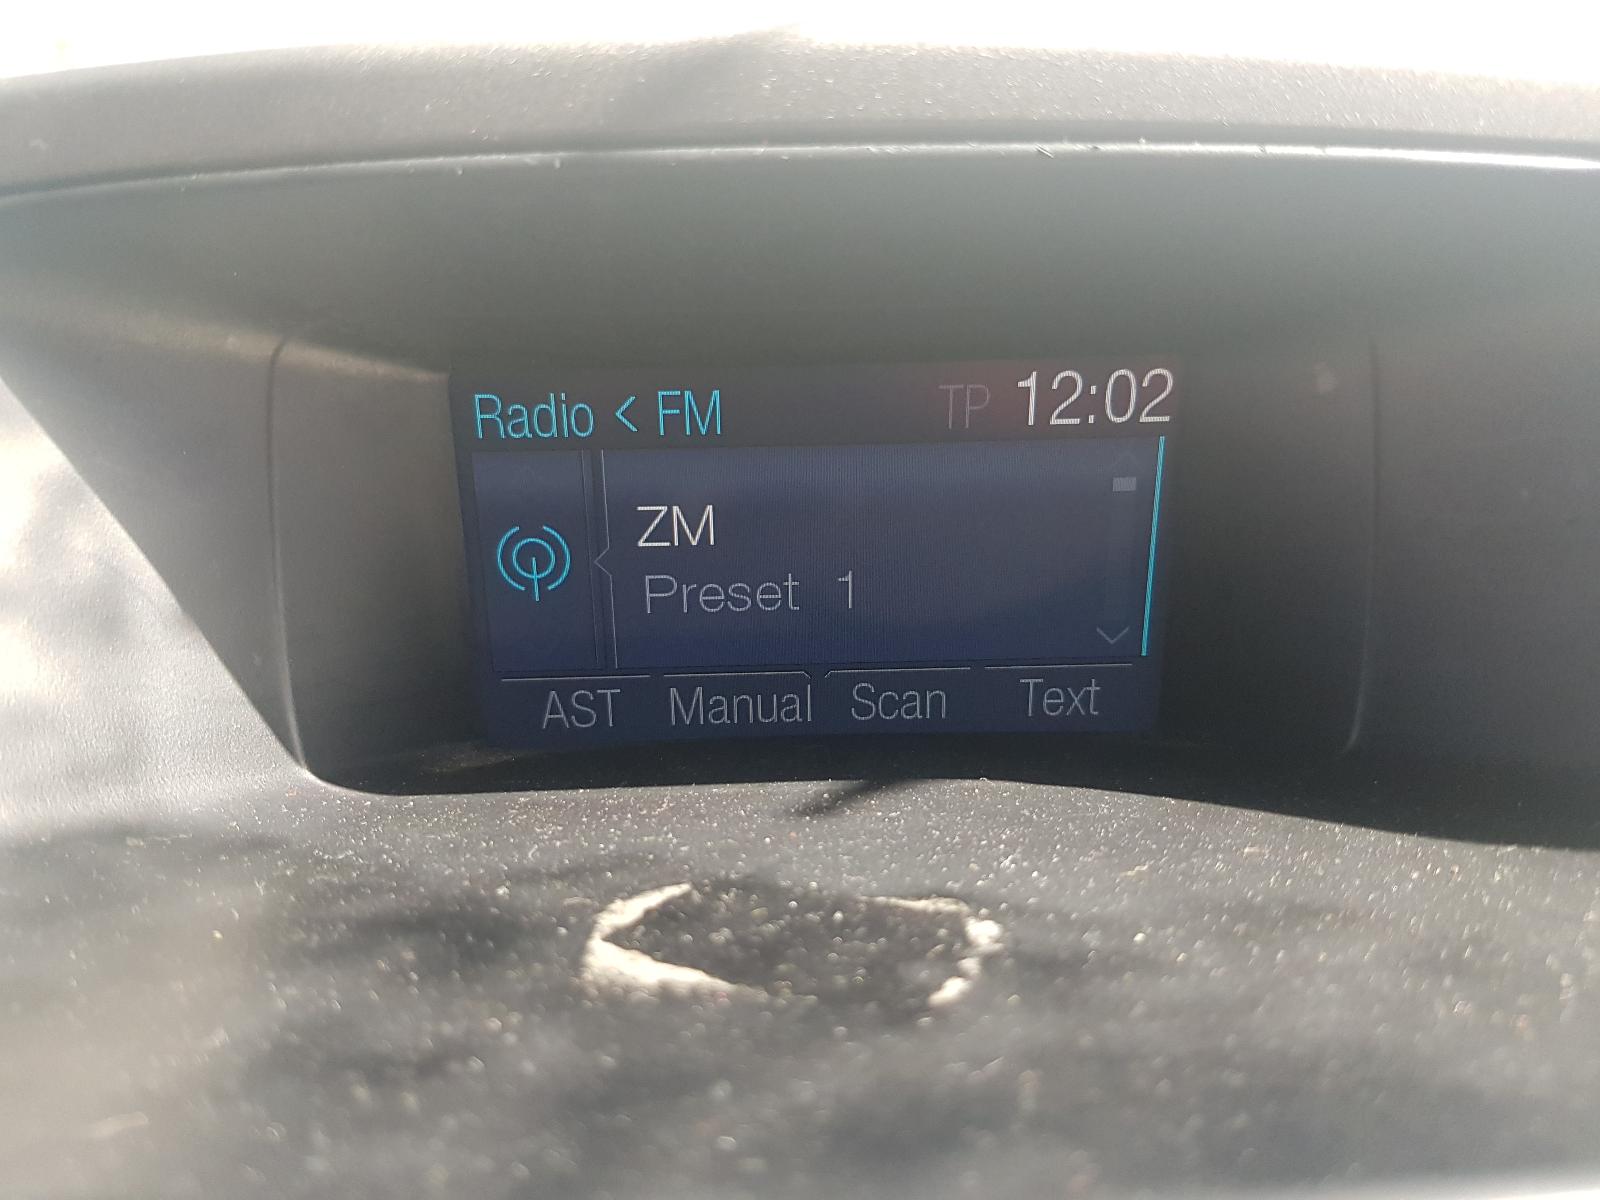 Radio < FM TP 12:02
ZM
Preset 1
AST Manual Scan Text